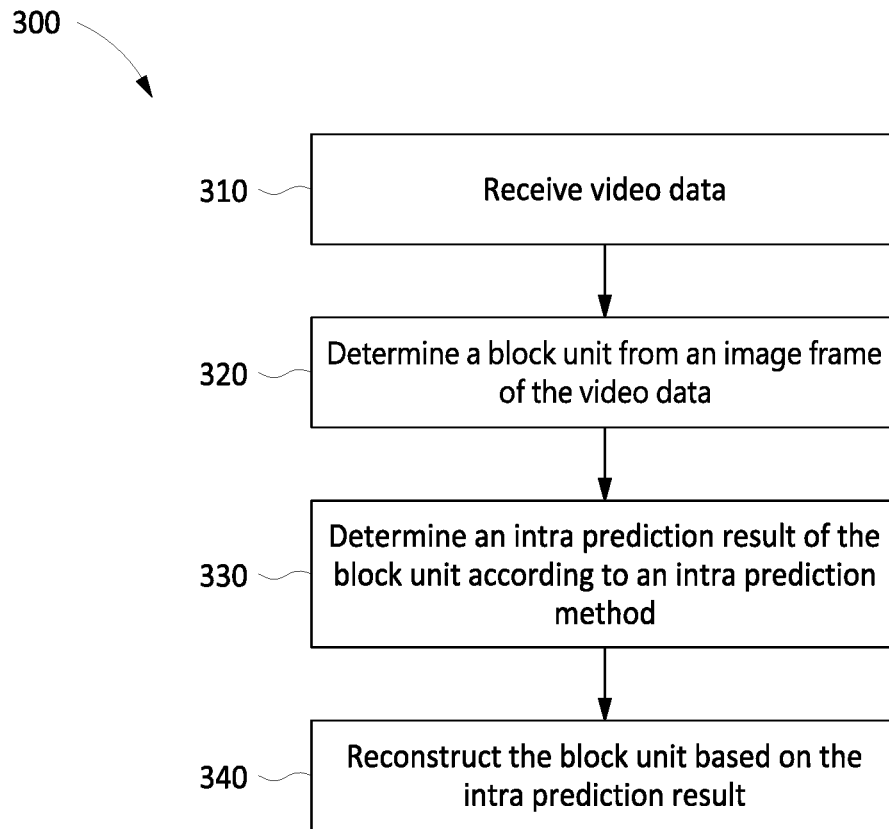 300
310
Receive video data
320
Determine a block unit from an image frame
of the video data
330
Determine an intra prediction result of the
block unit according to an intra prediction
method
340
Reconstruct the block unit based on the
intra prediction result